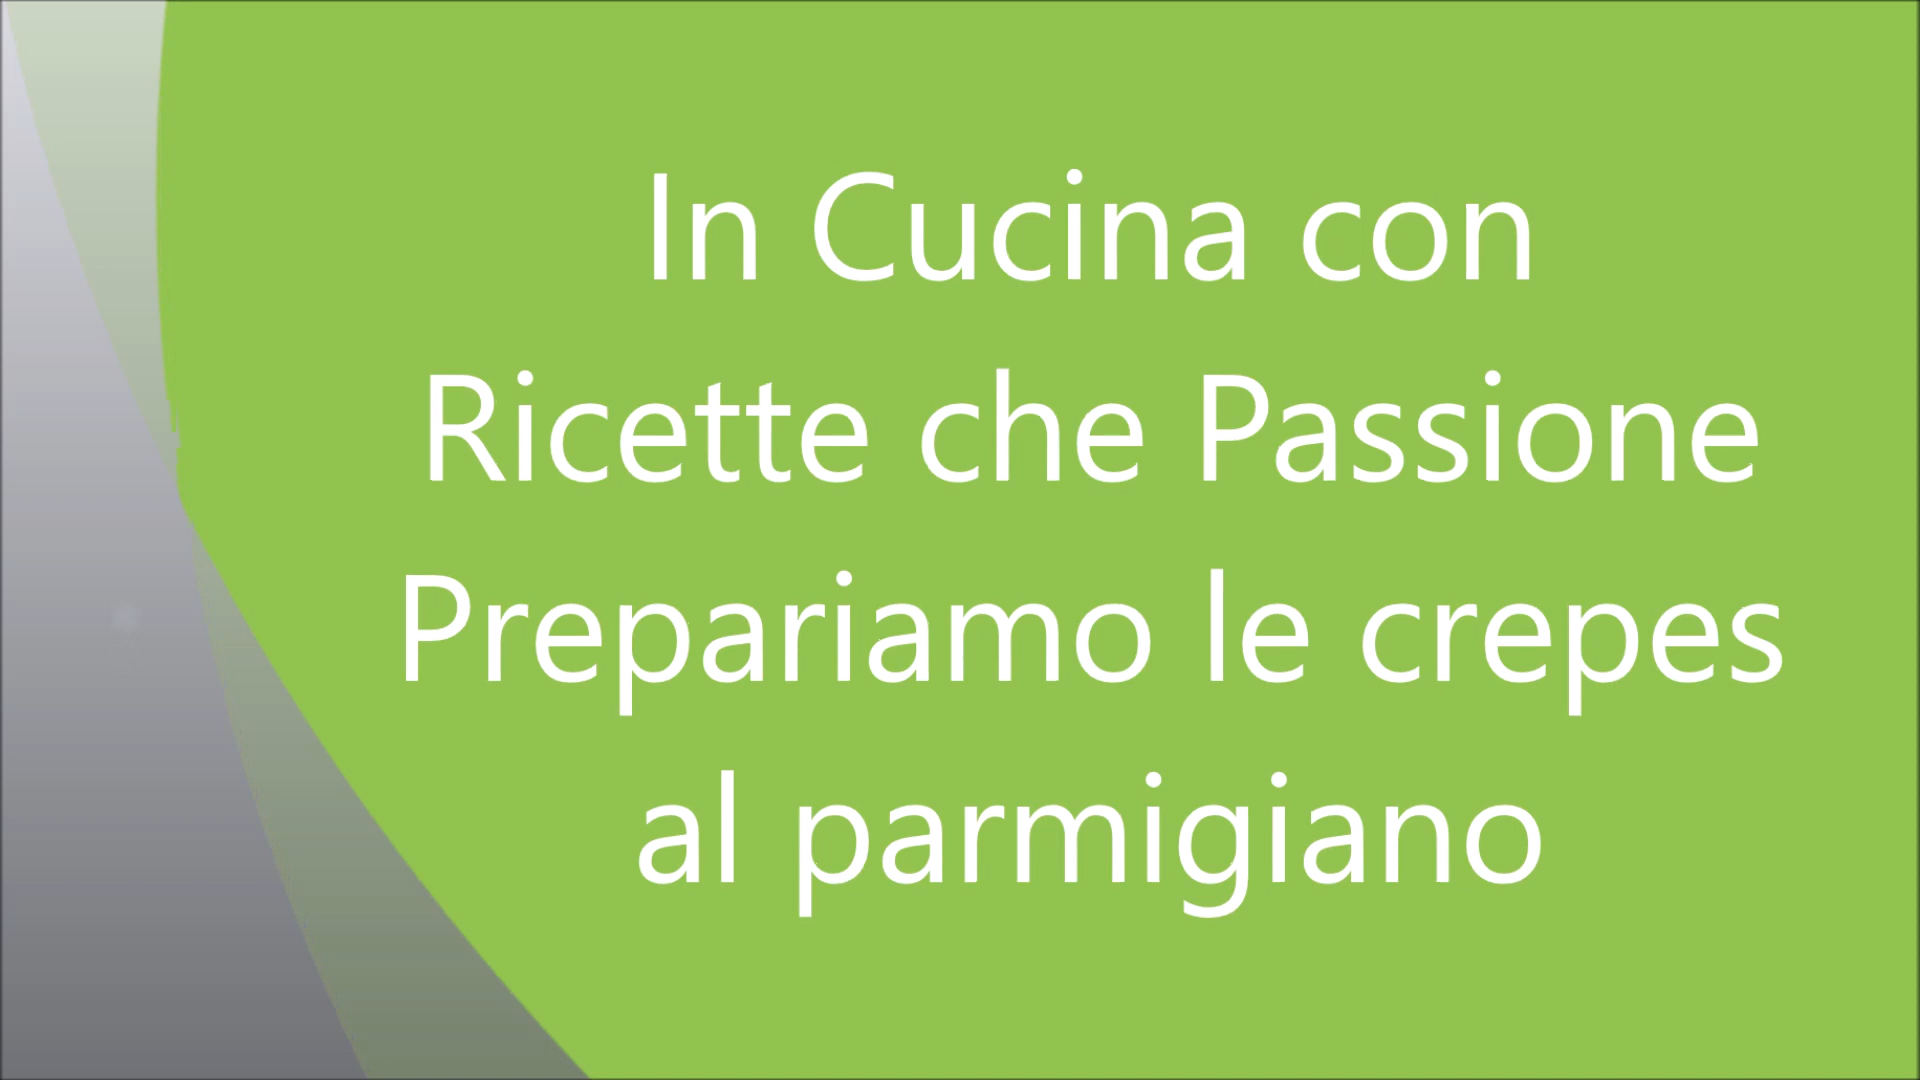 In Cucina con
Ricette che Passione
Prepariamo le crepes
al parmigiano